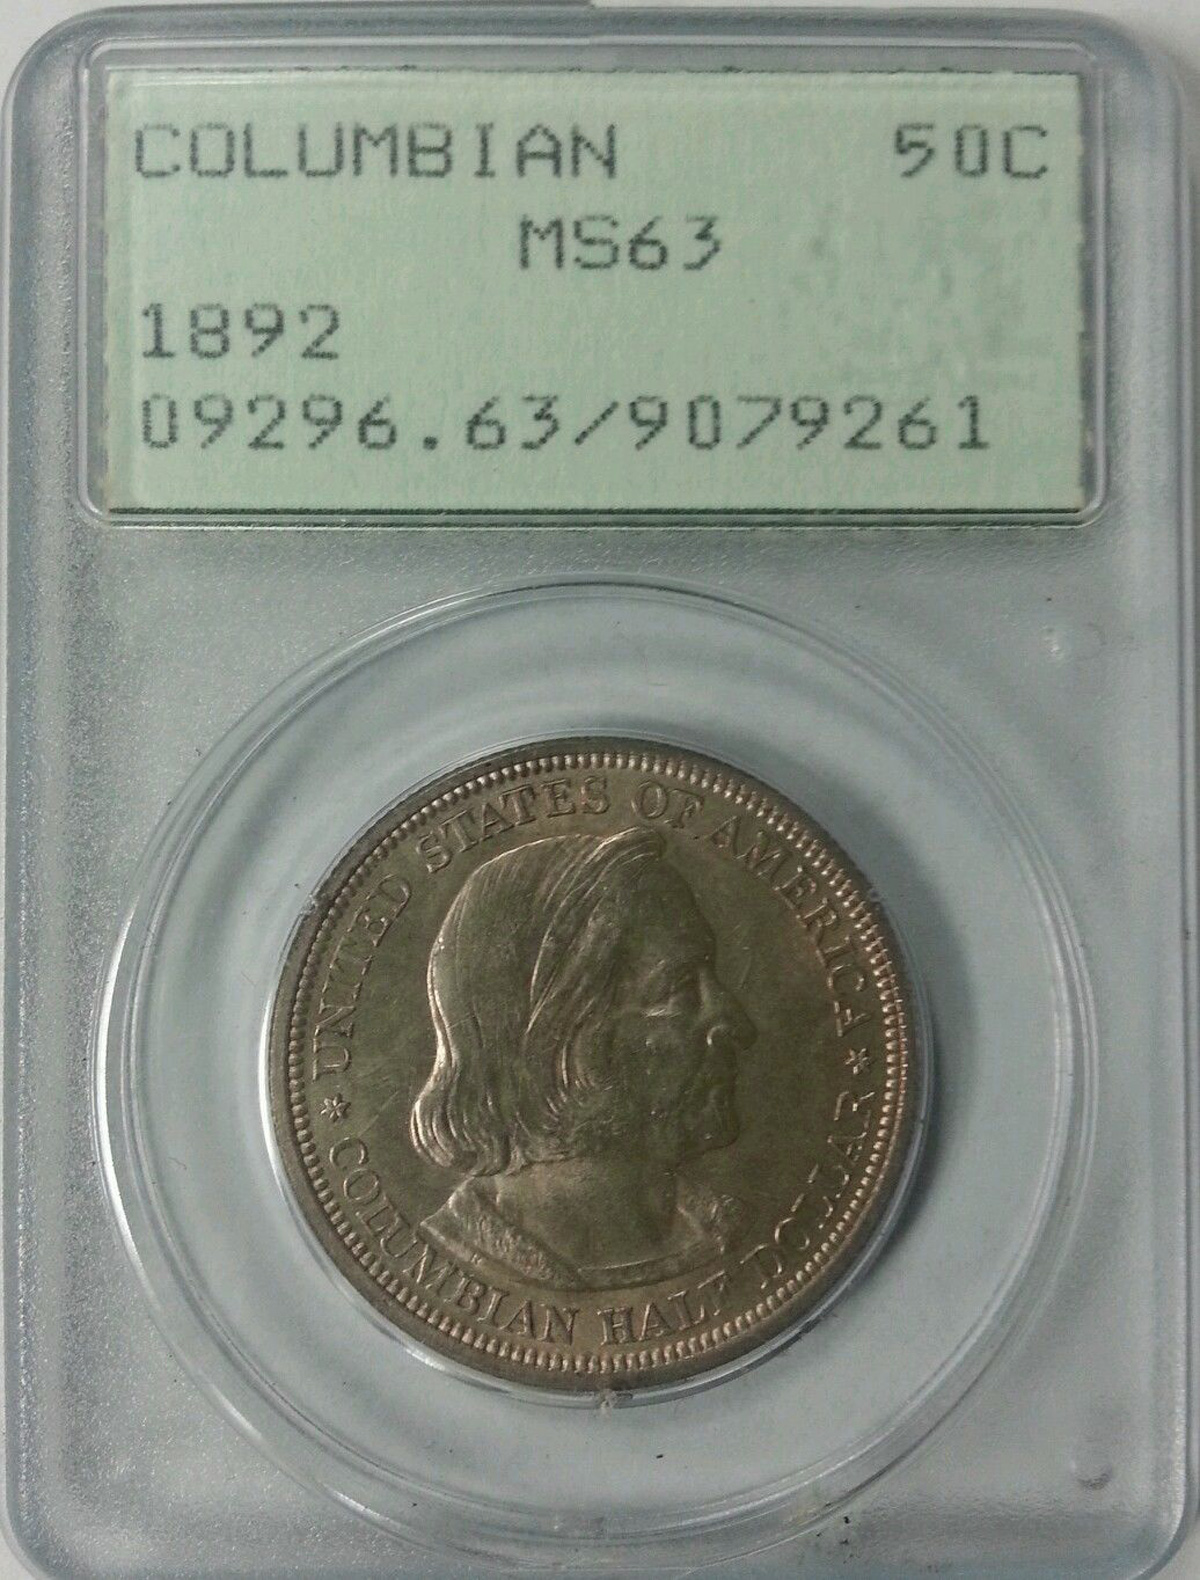 COLUMBIAN 50C
MS63
1892
09296.63/9079261
UNITED STATES OF AMERICA
* COLUMBIAN HALF DOLLAR *